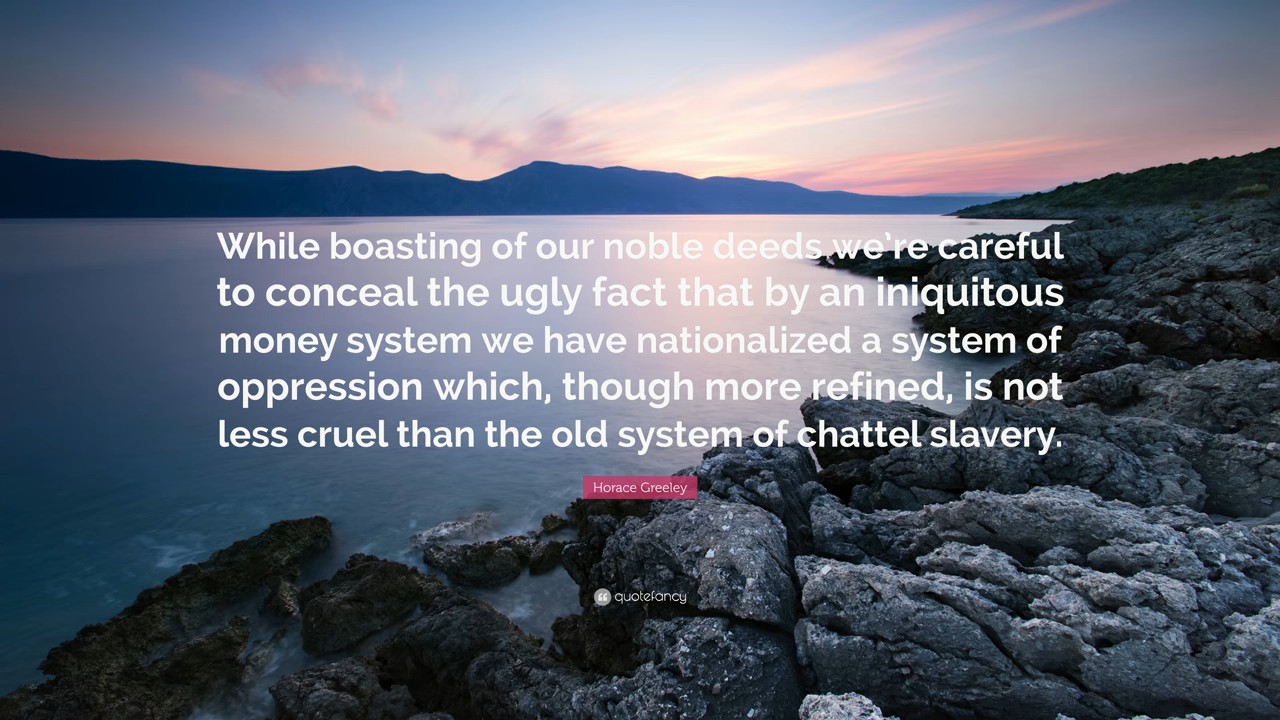 While boasting of our noble deeds we’re careful
to conceal the ugly fact that by an iniquitous
money system we have nationalized a system of
oppression which, though more refined, is not
less cruel than the old system of chattel slavery.
Horace Greeley
quotefancy